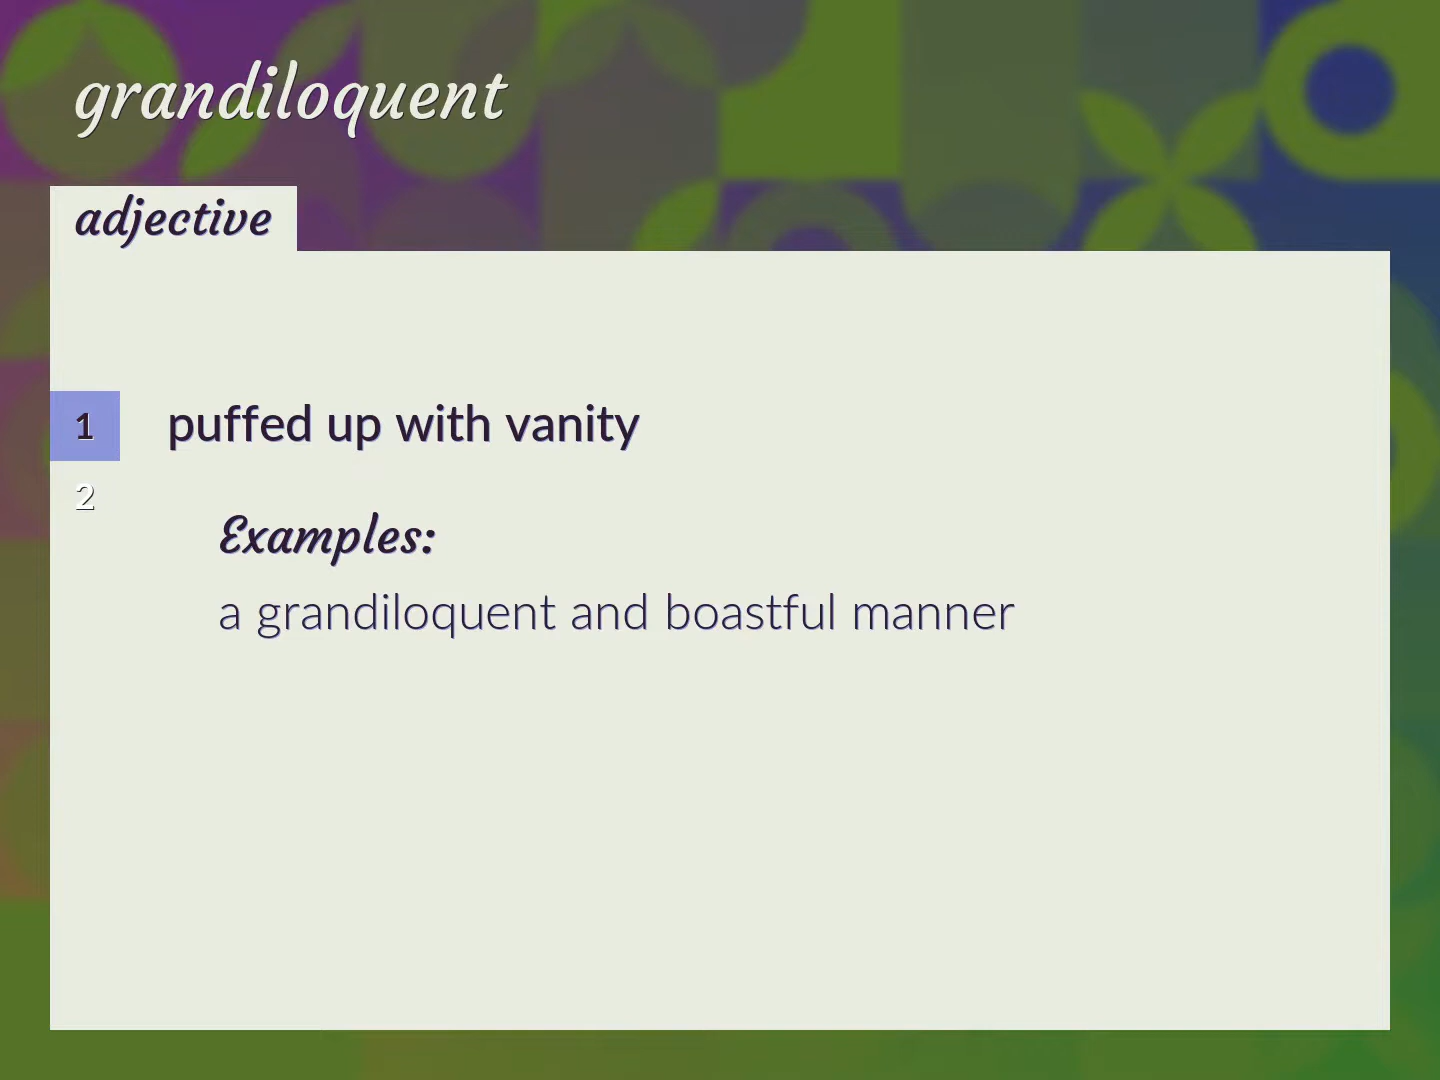 grandiloquent
adjective
1
puffed up with vanity
2
Examples:
a grandiloquent and boastful manner